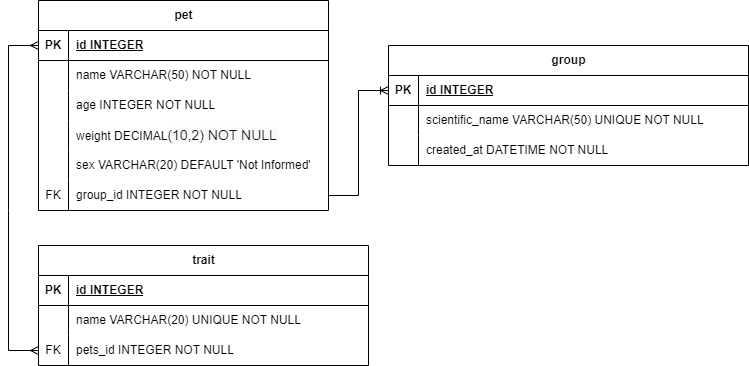 pet
PK id INTEGER
name VARCHAR(50) NOT NULL
age INTEGER NOT NULL
weight DECIMAL(10,2) NOT NULL
sex VARCHAR(20) DEFAULT 'Not Informed'
FK group_id INTEGER NOT NULL
group
PK id INTEGER
scientific_name VARCHAR(50) UNIQUE NOT NULL
created_at DATETIME NOT NULL
trait
PK id INTEGER
name VARCHAR(20) UNIQUE NOT NULL
FK pets_id INTEGER NOT NULL